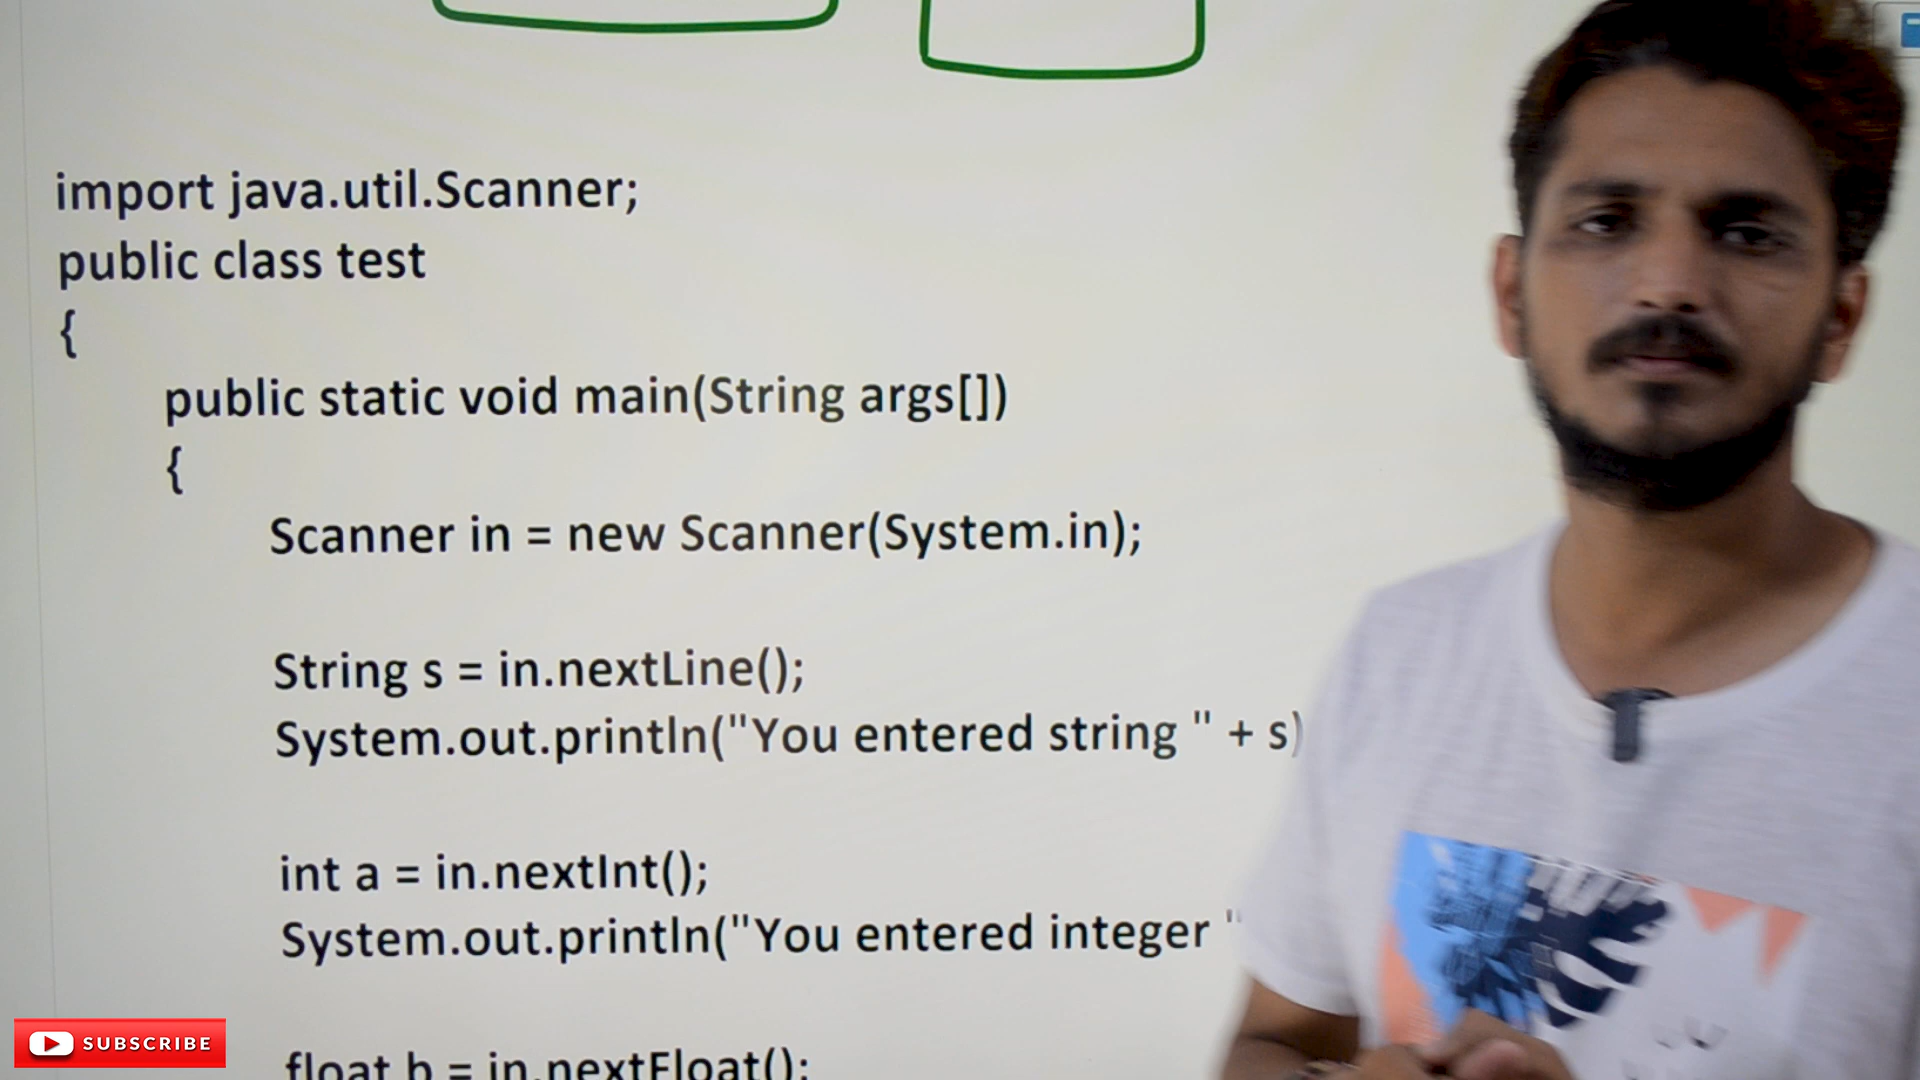 import java.util.Scanner;
public class test
{
public static void main(String args[])
{
Scanner in = new Scanner(System.in);
String s = in.nextLine();
System.out.println("You entered string " + s)
int a = in.nextInt();
System.out.println("You entered integer "
float b = in.nextFloat();
SUBSCRIBE